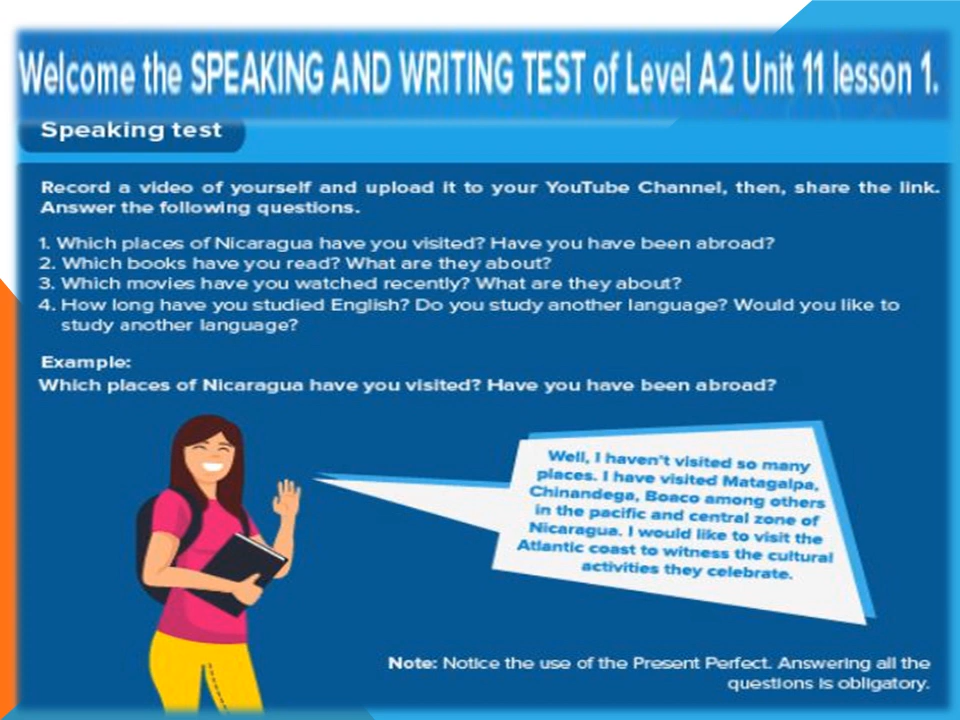 Welcome the SPEAKING AND WRITING TEST of Level A2 Unit 11 lesson 1.
Speaking test
Record a video of yourself and upload it to your YouTube Channel, then, share the link.
Answer the following questions.
1. Which places of Nicaragua have you visited? Have you have been abroad?
2. Which books have you read? What are they about?
3. Which movies have you watched recently? What are they about?
4. How long have you studied English? Do you study another language? Would you like to
study another language?
Example:
Which places of Nicaragua have you visited? Have you have been abroad?
Well, I haven't visited so many
places. I have visited Matagalpa,
Chinandega, Boaco among others
in the pacific and central zone of
Nicaragua. I would like to visit the
Atlantic coast to witness the cultural
activities they celebrate.
Note: Notice the use of the Present Perfect. Answering all the
questions is obligatory.